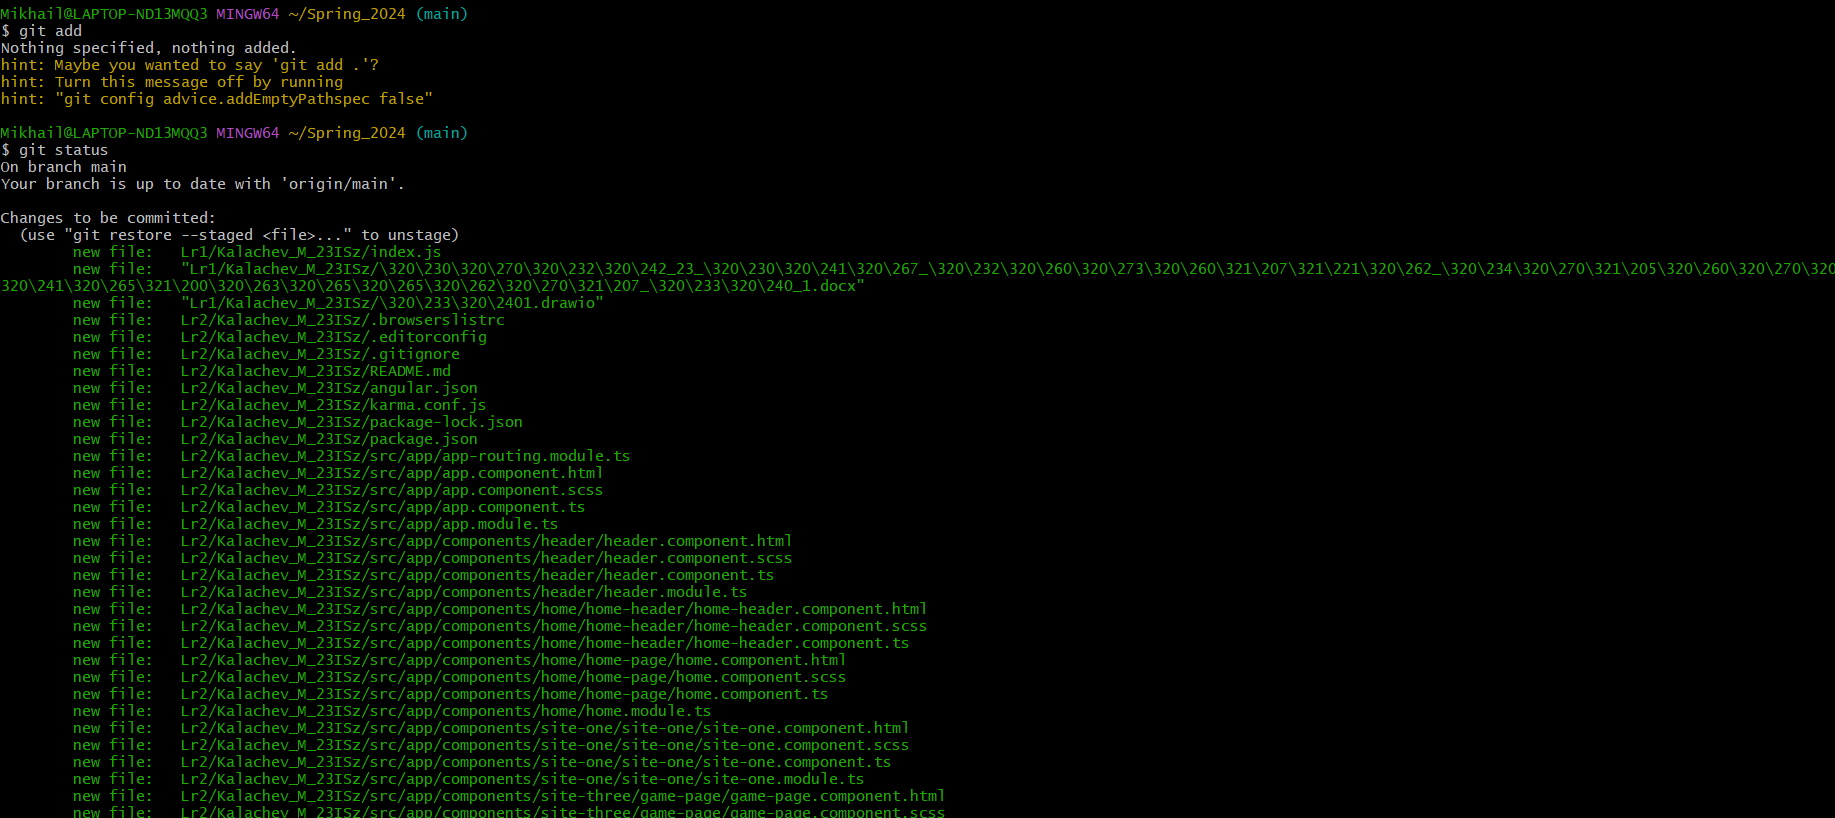 Mikhail@LAPTOP-ND13MQQ3 MINGW64 ~/Spring_2024 (main)
$ git add
Nothing specified, nothing added.
hint: Maybe you wanted to say 'git add .'?
hint: Turn this message off by running
hint: "git config advice.addEmptyPathspec false"
Mikhail@LAPTOP-ND13MQQ3 MINGW64 ~/Spring_2024 (main)
$ git status
On branch main
Your branch is up to date with 'origin/main'.
Changes to be committed:
  (use "git restore --staged <file>..." to unstage)
        new file:   Lr1/Kalachev_M_23ISz/index.js
        new file:   "Lr1/Kalachev_M_23ISz/\320\230\320\270\320\232\320\242_23_\320\230\320\241\320\267_\320\232\320\260\320\273\320\260\321\207\321\221\320\262_\320\234\320\270\321\205\320\260\320\270\320
320\241\320\265\321\200\320\263\320\265\320\265\320\262\320\270\321\207_\320\233\320\240_1.docx"
        new file:   "Lr1/Kalachev_M_23ISz/\320\233\320\2401.drawio"
        new file:   Lr2/Kalachev_M_23ISz/.browserslistrc
        new file:   Lr2/Kalachev_M_23ISz/.editorconfig
        new file:   Lr2/Kalachev_M_23ISz/.gitignore
        new file:   Lr2/Kalachev_M_23ISz/README.md
        new file:   Lr2/Kalachev_M_23ISz/angular.json
        new file:   Lr2/Kalachev_M_23ISz/karma.conf.js
        new file:   Lr2/Kalachev_M_23ISz/package-lock.json
        new file:   Lr2/Kalachev_M_23ISz/package.json
        new file:   Lr2/Kalachev_M_23ISz/src/app/app-routing.module.ts
        new file:   Lr2/Kalachev_M_23ISz/src/app/app.component.html
        new file:   Lr2/Kalachev_M_23ISz/src/app/app.component.scss
        new file:   Lr2/Kalachev_M_23ISz/src/app/app.component.ts
        new file:   Lr2/Kalachev_M_23ISz/src/app/app.module.ts
        new file:   Lr2/Kalachev_M_23ISz/src/app/components/header/header.component.html
        new file:   Lr2/Kalachev_M_23ISz/src/app/components/header/header.component.scss
        new file:   Lr2/Kalachev_M_23ISz/src/app/components/header/header.component.ts
        new file:   Lr2/Kalachev_M_23ISz/src/app/components/header/header.module.ts
        new file:   Lr2/Kalachev_M_23ISz/src/app/components/home/home-header/home-header.component.html
        new file:   Lr2/Kalachev_M_23ISz/src/app/components/home/home-header/home-header.component.scss
        new file:   Lr2/Kalachev_M_23ISz/src/app/components/home/home-header/home-header.component.ts
        new file:   Lr2/Kalachev_M_23ISz/src/app/components/home/home-page/home.component.html
        new file:   Lr2/Kalachev_M_23ISz/src/app/components/home/home-page/home.component.scss
        new file:   Lr2/Kalachev_M_23ISz/src/app/components/home/home-page/home.component.ts
        new file:   Lr2/Kalachev_M_23ISz/src/app/components/home/home.module.ts
        new file:   Lr2/Kalachev_M_23ISz/src/app/components/site-one/site-one/site-one.component.html
        new file:   Lr2/Kalachev_M_23ISz/src/app/components/site-one/site-one/site-one.component.scss
        new file:   Lr2/Kalachev_M_23ISz/src/app/components/site-one/site-one/site-one.component.ts
        new file:   Lr2/Kalachev_M_23ISz/src/app/components/site-one/site-one/site-one.module.ts
        new file:   Lr2/Kalachev_M_23ISz/src/app/components/site-three/game-page/game-page.component.html
        new file:   Lr2/Kalachev_M_23ISz/src/app/components/site-three/game-page/game-page.component.scss